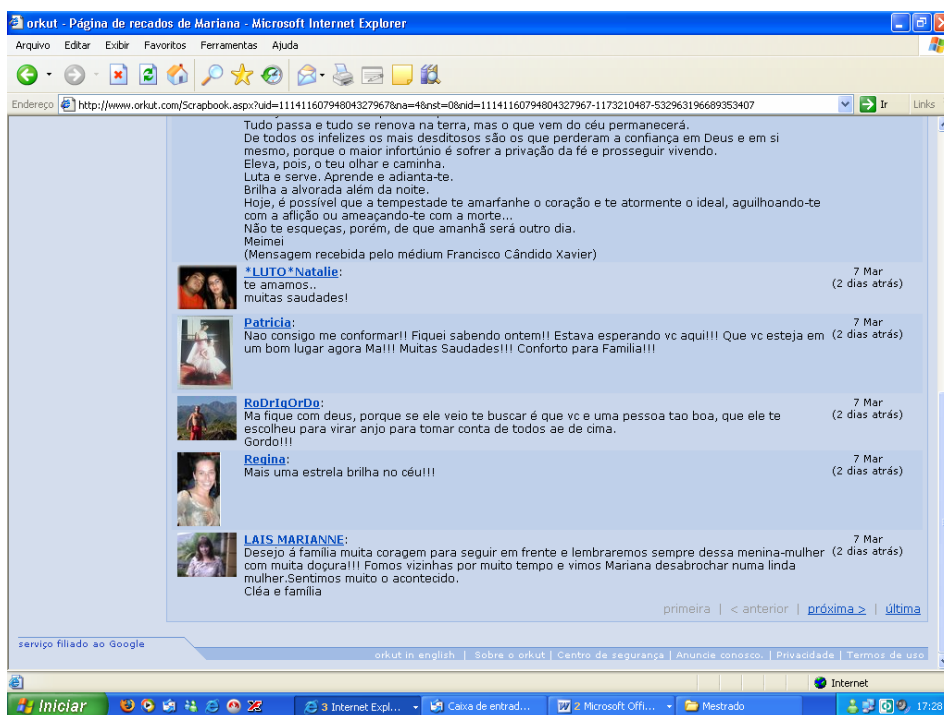 orkut - Página de recados de Mariana - Microsoft Internet Explorer
Arquivo Editar Exibir Favoritos Ferramentas Ajuda
Endereço http://www.orkut.com/Scrapbook.aspx?uid=11141160794804327967&na=4&nst=0&nid=11141160794804327967-1173210487-532963196689353407 Ir Links
Tudo passa e tudo se renova na terra, mas o que vem do céu permanecerá.
De todos os infelizes os mais desditosos são os que perderam a confiança em Deus e em si
mesmo, porque o maior infortúnio é sofrer a privação da fé e prosseguir vivendo.
Eleva, pois, o teu olhar e caminha.
Luta e serve. Aprende e adianta-te.
Brilha a alvorada além da noite.
Hoje, é possível que a tempestade te amarfanhe o coração e te atormente o ideal, aguilhoando-te
com a aflição ou ameaçando-te com a morte...
Não te esqueças, porém, de que amanhã será outro dia.
Meimei
(Mensagem recebida pelo médium Francisco Cândido Xavier)
*LUTO*Natalie: 7 Mar
te amamos.. (2 dias atrás)
muitas saudades!
Patricia: 7 Mar
Nao consigo me conformar!! Fiquei sabendo ontem!! Estava esperando vc aqui!!! Que vc esteja em (2 dias atrás)
um bom lugar agora Ma!!! Muitas Saudades!!! Conforto para Familia!!!
RoDrIgOrDo: 7 Mar
Ma fique com deus, porque se ele veio te buscar é que vc e uma pessoa tao boa, que ele te (2 dias atrás)
escolheu para virar anjo para tomar conta de todos ae de cima.
Gordo!!!
Regina: 7 Mar
Mais uma estrela brilha no céu!!! (2 dias atrás)
LAIS MARIANNE: 7 Mar
Desejo á família muita coragem para seguir em frente e lembraremos sempre dessa menina-mulher (2 dias atrás)
com muita doçura!!! Fomos vizinhas por muito tempo e vimos Mariana desabrochar numa linda
mulher.Sentimos muito o acontecido.
Cléa e família
primeira | < anterior | próxima > | última
serviço filiado ao Google
orkut in english | Sobre o orkut | Centro de segurança | Anuncie conosco. | Privacidade | Termos de uso
Internet
Iniciar 3 Internet Expl... Caixa de entrad... 2 Microsoft Offi... Mestrado 17:28